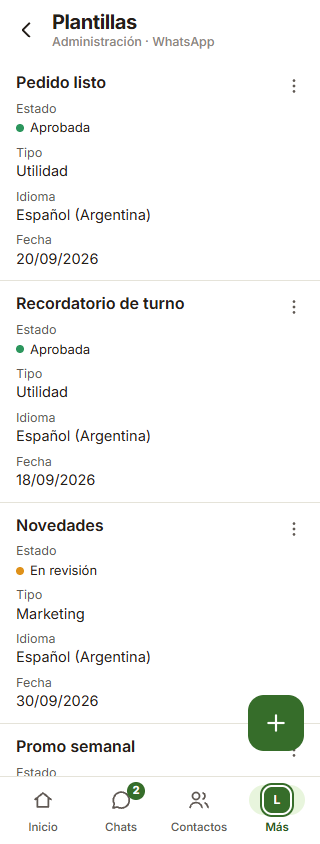 Plantillas
Administración · WhatsApp
Pedido listo
Estado
Aprobada
Tipo
Utilidad
Idioma
Español (Argentina)
Fecha
20/09/2026
Recordatorio de turno
Estado
Aprobada
Tipo
Utilidad
Idioma
Español (Argentina)
Fecha
18/09/2026
Novedades
Estado
En revisión
Tipo
Marketing
Idioma
Español (Argentina)
Fecha
30/09/2026
Promo semanal
Estado
2
L
Inicio
Chats
Contactos
Más